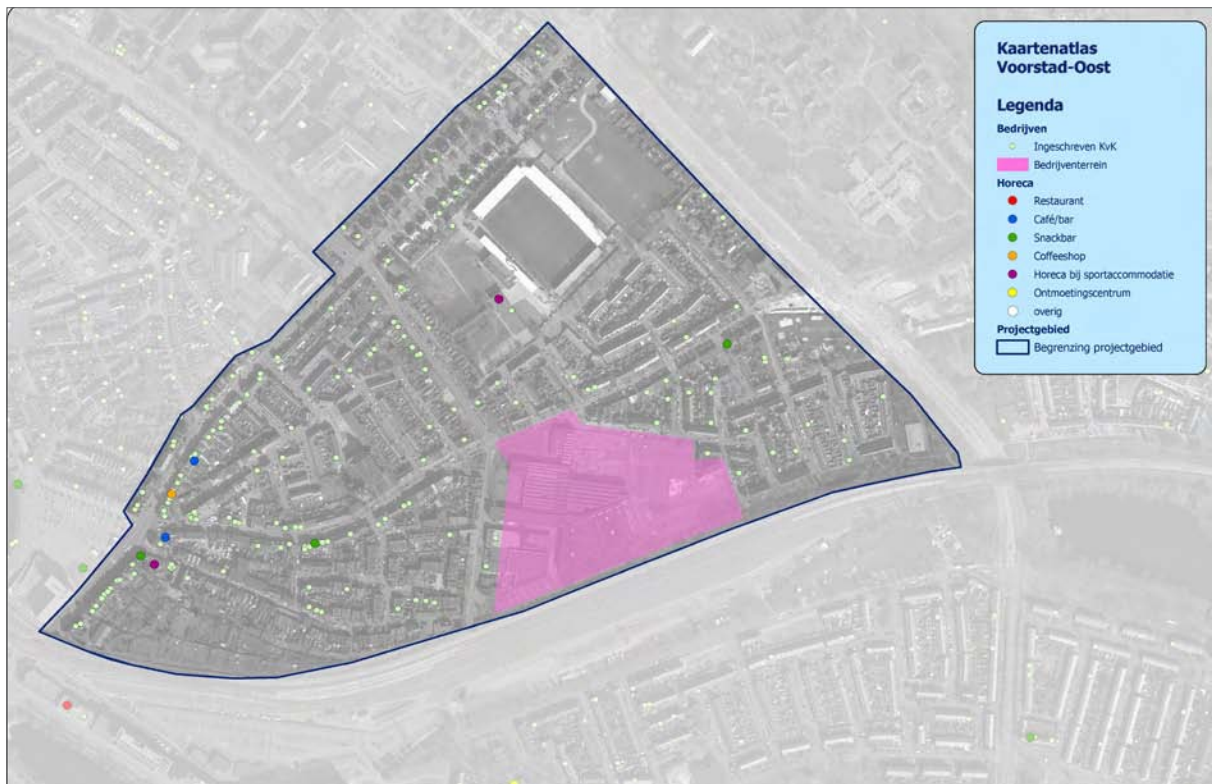 Kaartenatlas
Voorstad-Oost
Legenda
Bedrijven
Ingeschreven KvK
Bedrijventerrein
Horeca
Restaurant
Café/bar
Snackbar
Coffeeshop
Horeca bij sportaccommodatie
Ontmoetingscentrum
overig
Projectgebied
Begrenzing projectgebied